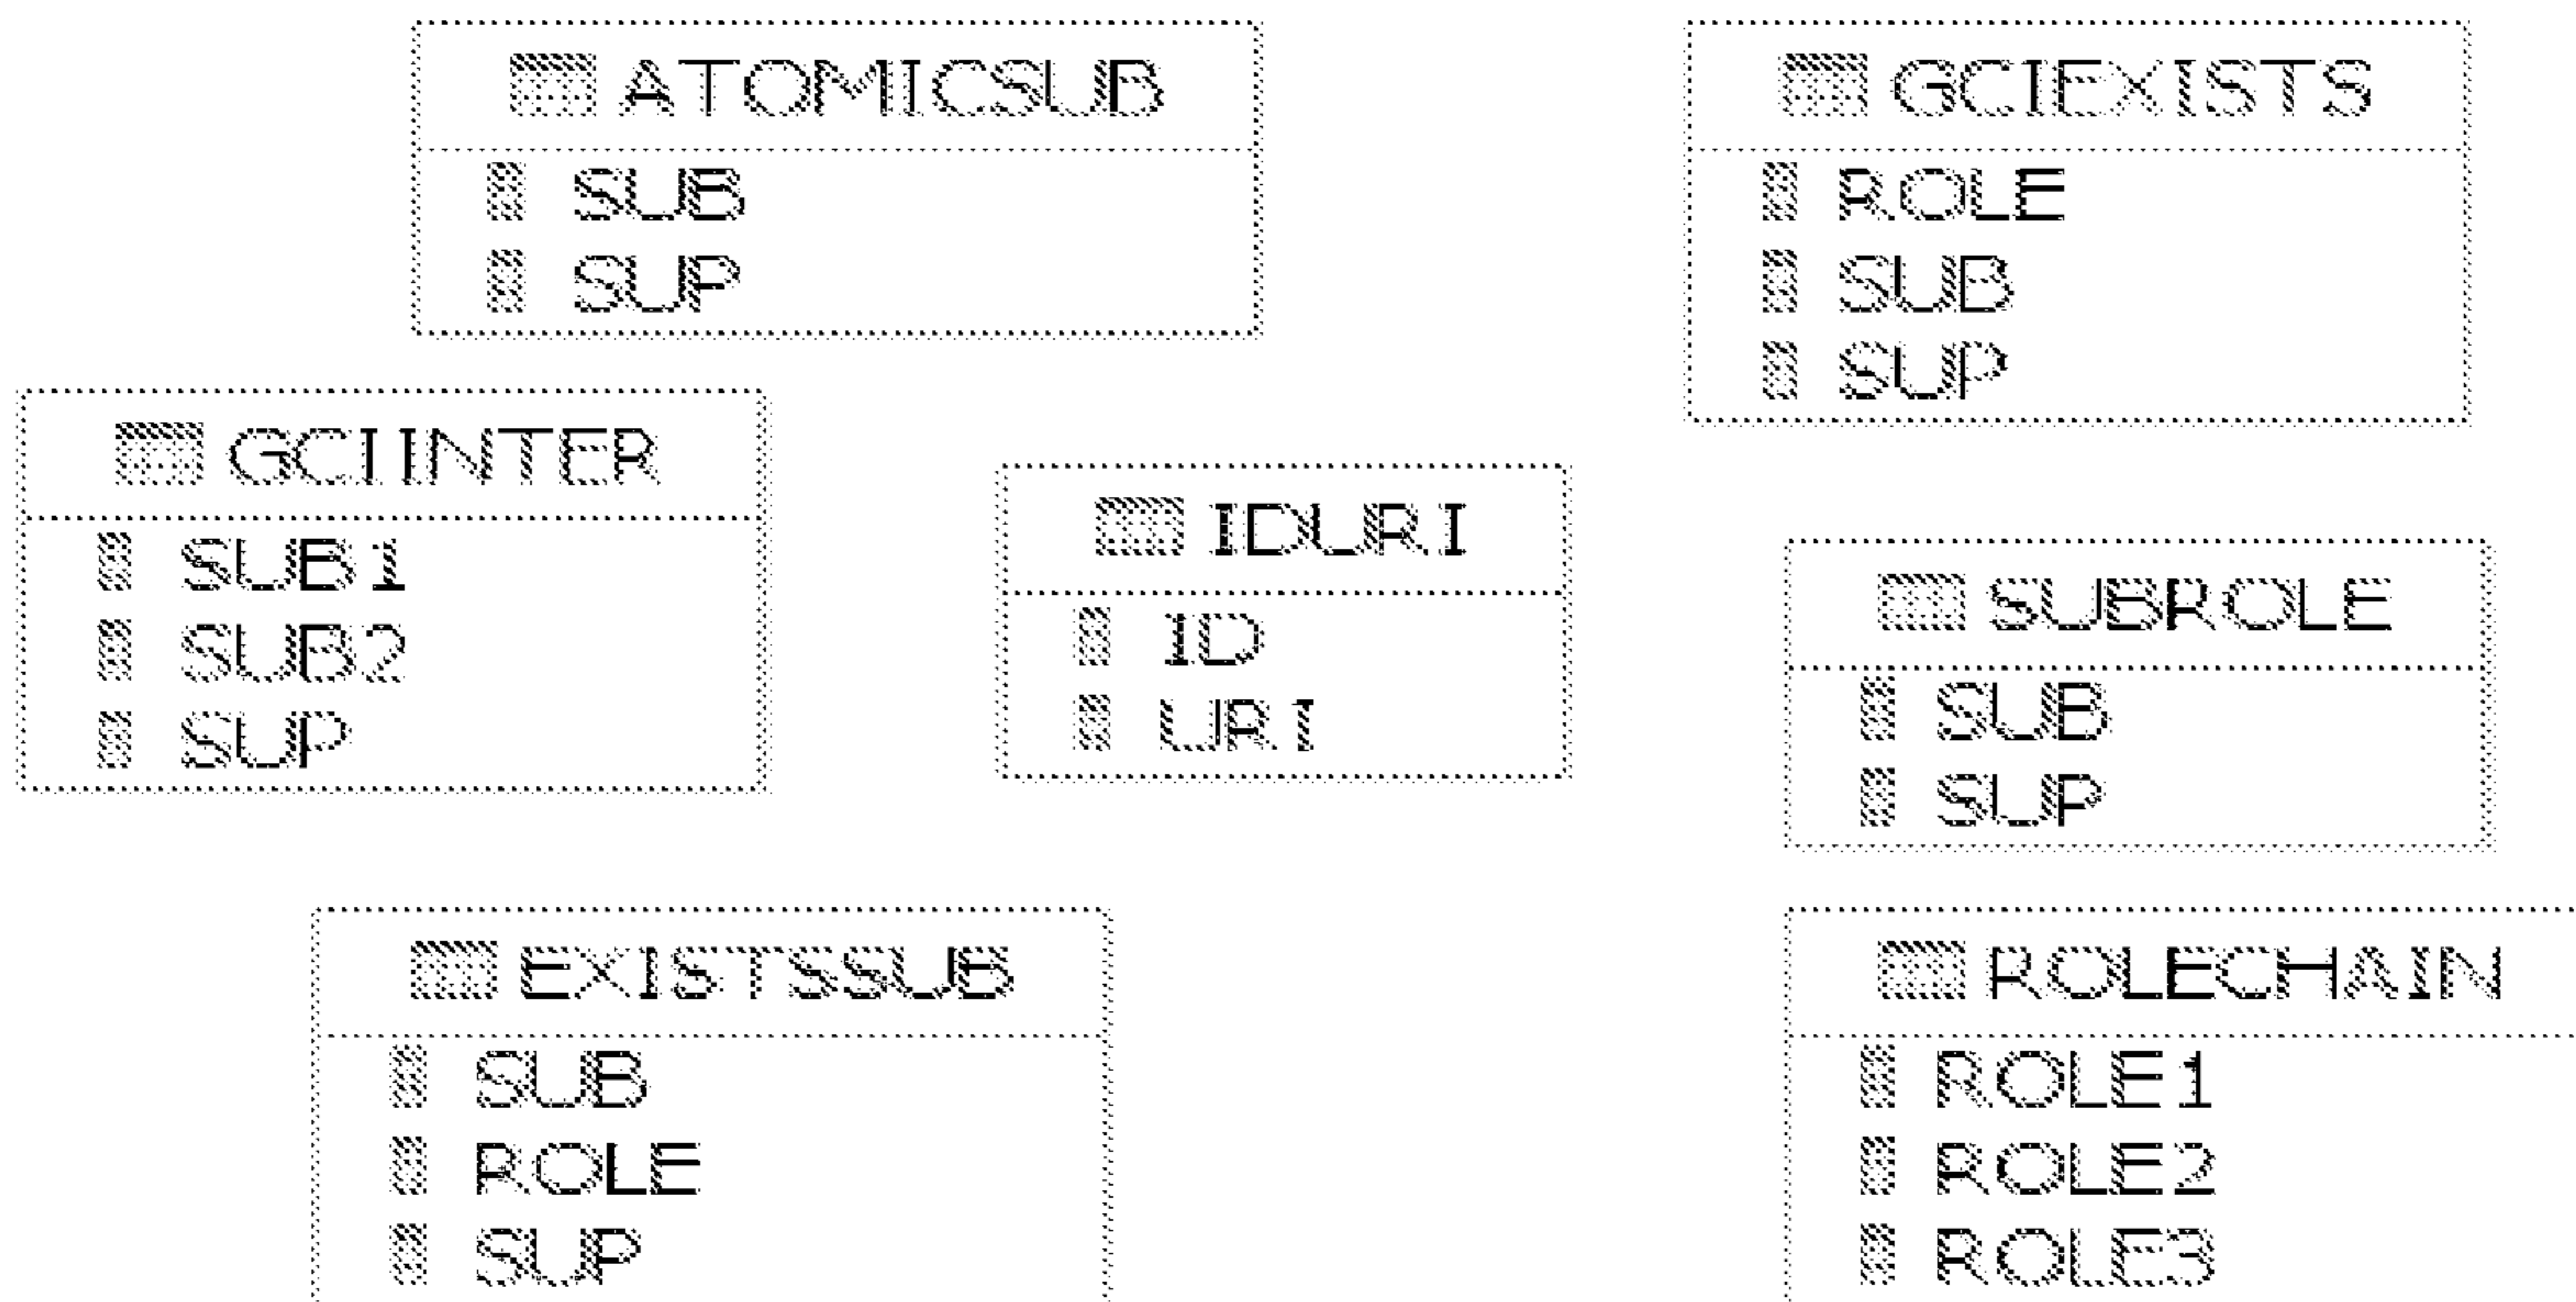 ATOMICSUB
SUB
SUP
GCIEXISTS
ROLE
SUB
SUP
GCIINTER
SUB1
SUB2
SUP
IDURI
ID
URI
SUBROLE
SUB
SUP
EXISTSSUB
SUB
ROLE
SUP
ROLECHAIN
ROLE1
ROLE2
ROLE3